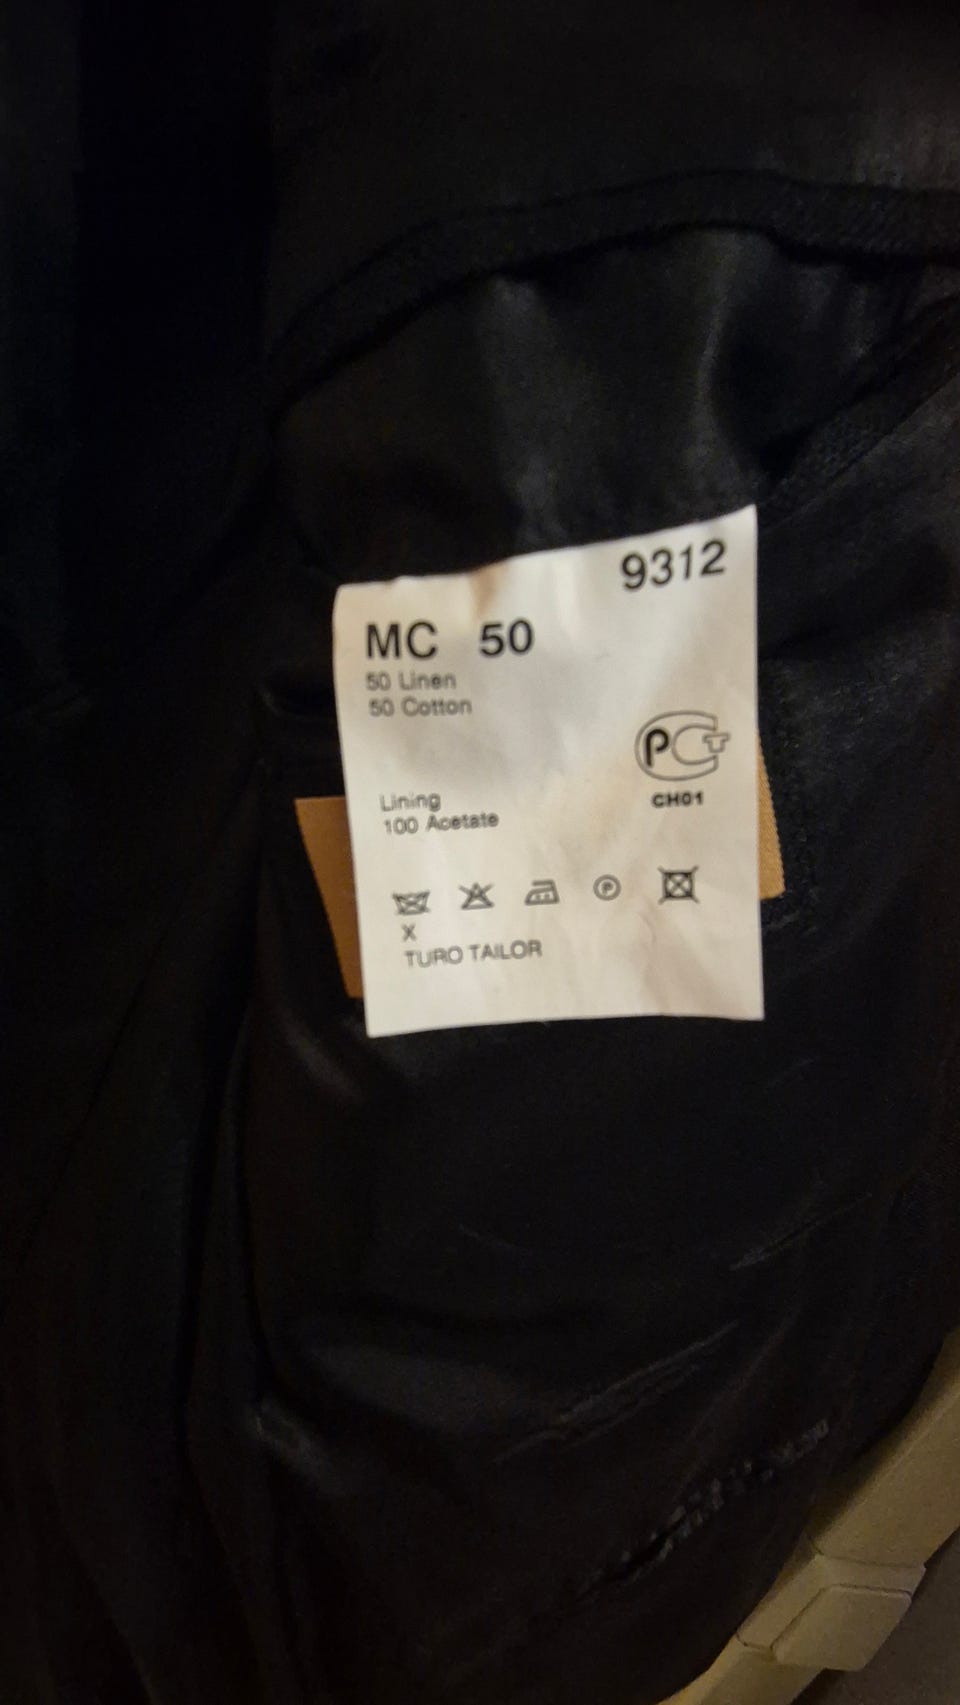 9312
MC 50
50 Linen
50 Cotton
PCT
CH01
Lining
100 Acetate
P
X
TURO TAILOR